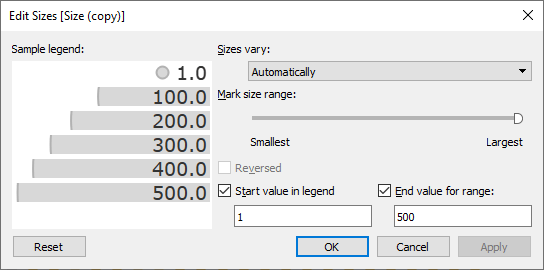 Edit Sizes [Size (copy)]
Sample legend:
1.0
100.0
200.0
300.0
400.0
500.0
Sizes vary:
Automatically
Mark size range:
Smallest Largest
Reversed
Start value in legend End value for range:
1 500
Reset OK Cancel Apply